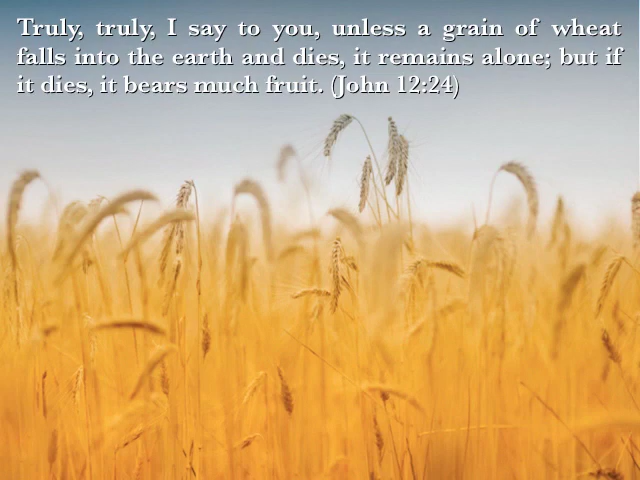 Truly, truly, I say to you, unless a grain of wheat
falls into the earth and dies, it remains alone; but if
it dies, it bears much fruit. (John 12:24)